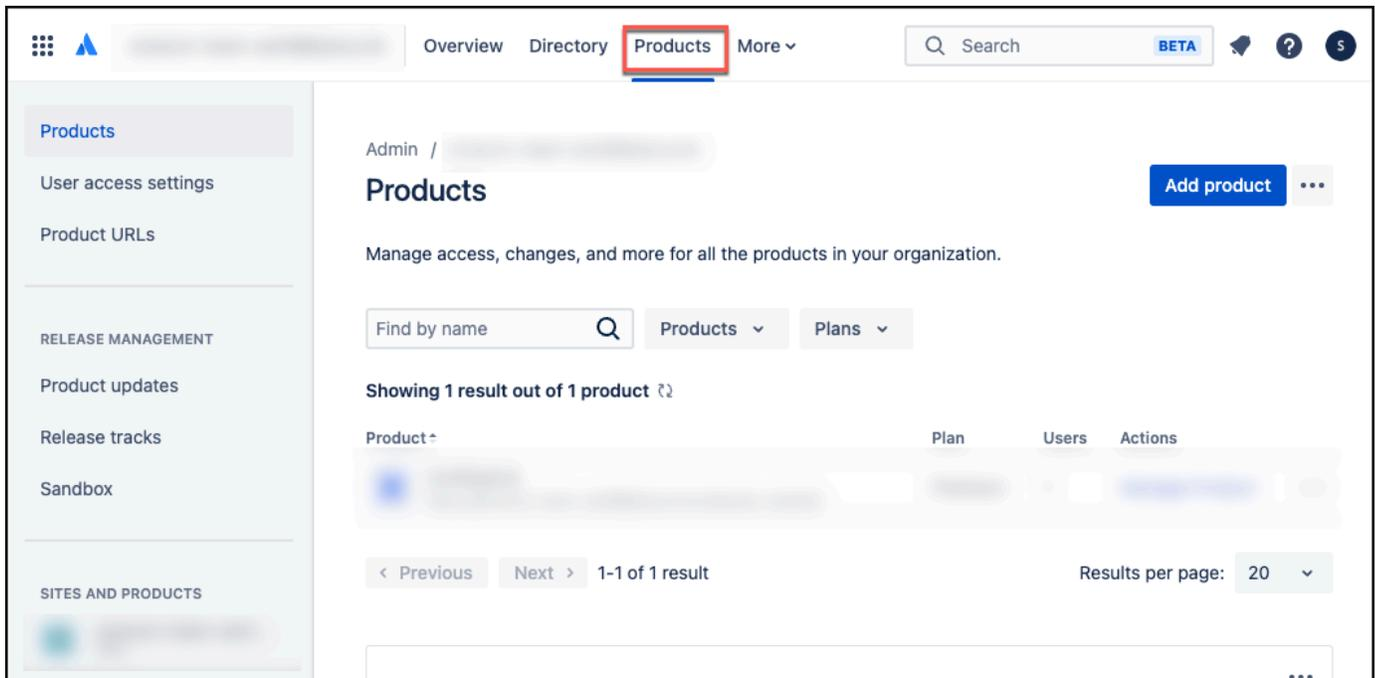 Overview Directory Products More Search BETA S
Products
User access settings
Product URLs
RELEASE MANAGEMENT
Product updates
Release tracks
Sandbox
SITES AND PRODUCTS
Admin /
Products
Add product
Manage access, changes, and more for all the products in your organization.
Find by name Products Plans
Showing 1 result out of 1 product
Product Plan Users Actions
Previous Next 1-1 of 1 result Results per page: 20